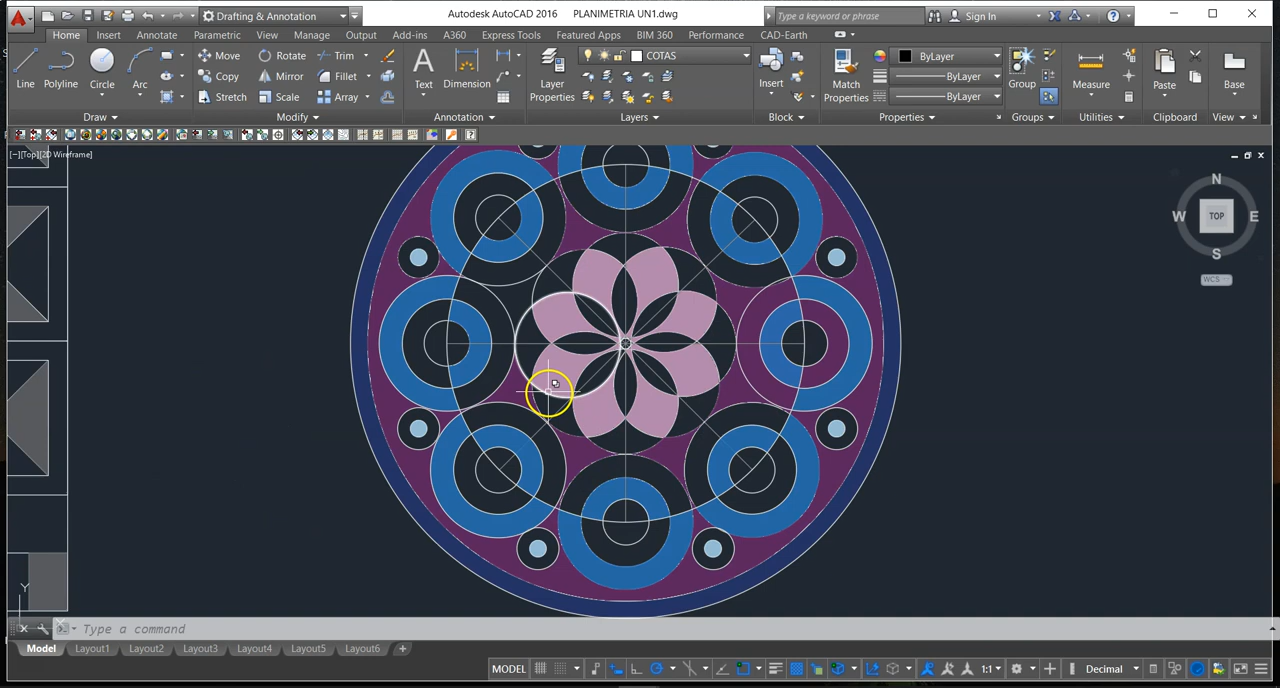 Drafting & Annotation Autodesk AutoCAD 2016 PLANIMETRIA UN1.dwg Type a keyword or phrase Sign In
Home Insert Annotate Parametric View Manage Output Add-ins A360 Express Tools Featured Apps BIM 360 Performance CAD-Earth
Move Rotate Trim COTAS ByLayer
Copy Mirror Fillet ByLayer
Line Polyline Circle Arc Text Dimension Layer Properties Insert Match Properties Group Measure Paste Base
Stretch Scale Array ByLayer
Draw Modify Annotation Layers Block Properties Groups Utilities Clipboard View
[−][Top][2D Wireframe]
N
W TOP E
S
WCS
Y
Type a command
Model Layout1 Layout2 Layout3 Layout4 Layout5 Layout6 +
MODEL 1:1 Decimal